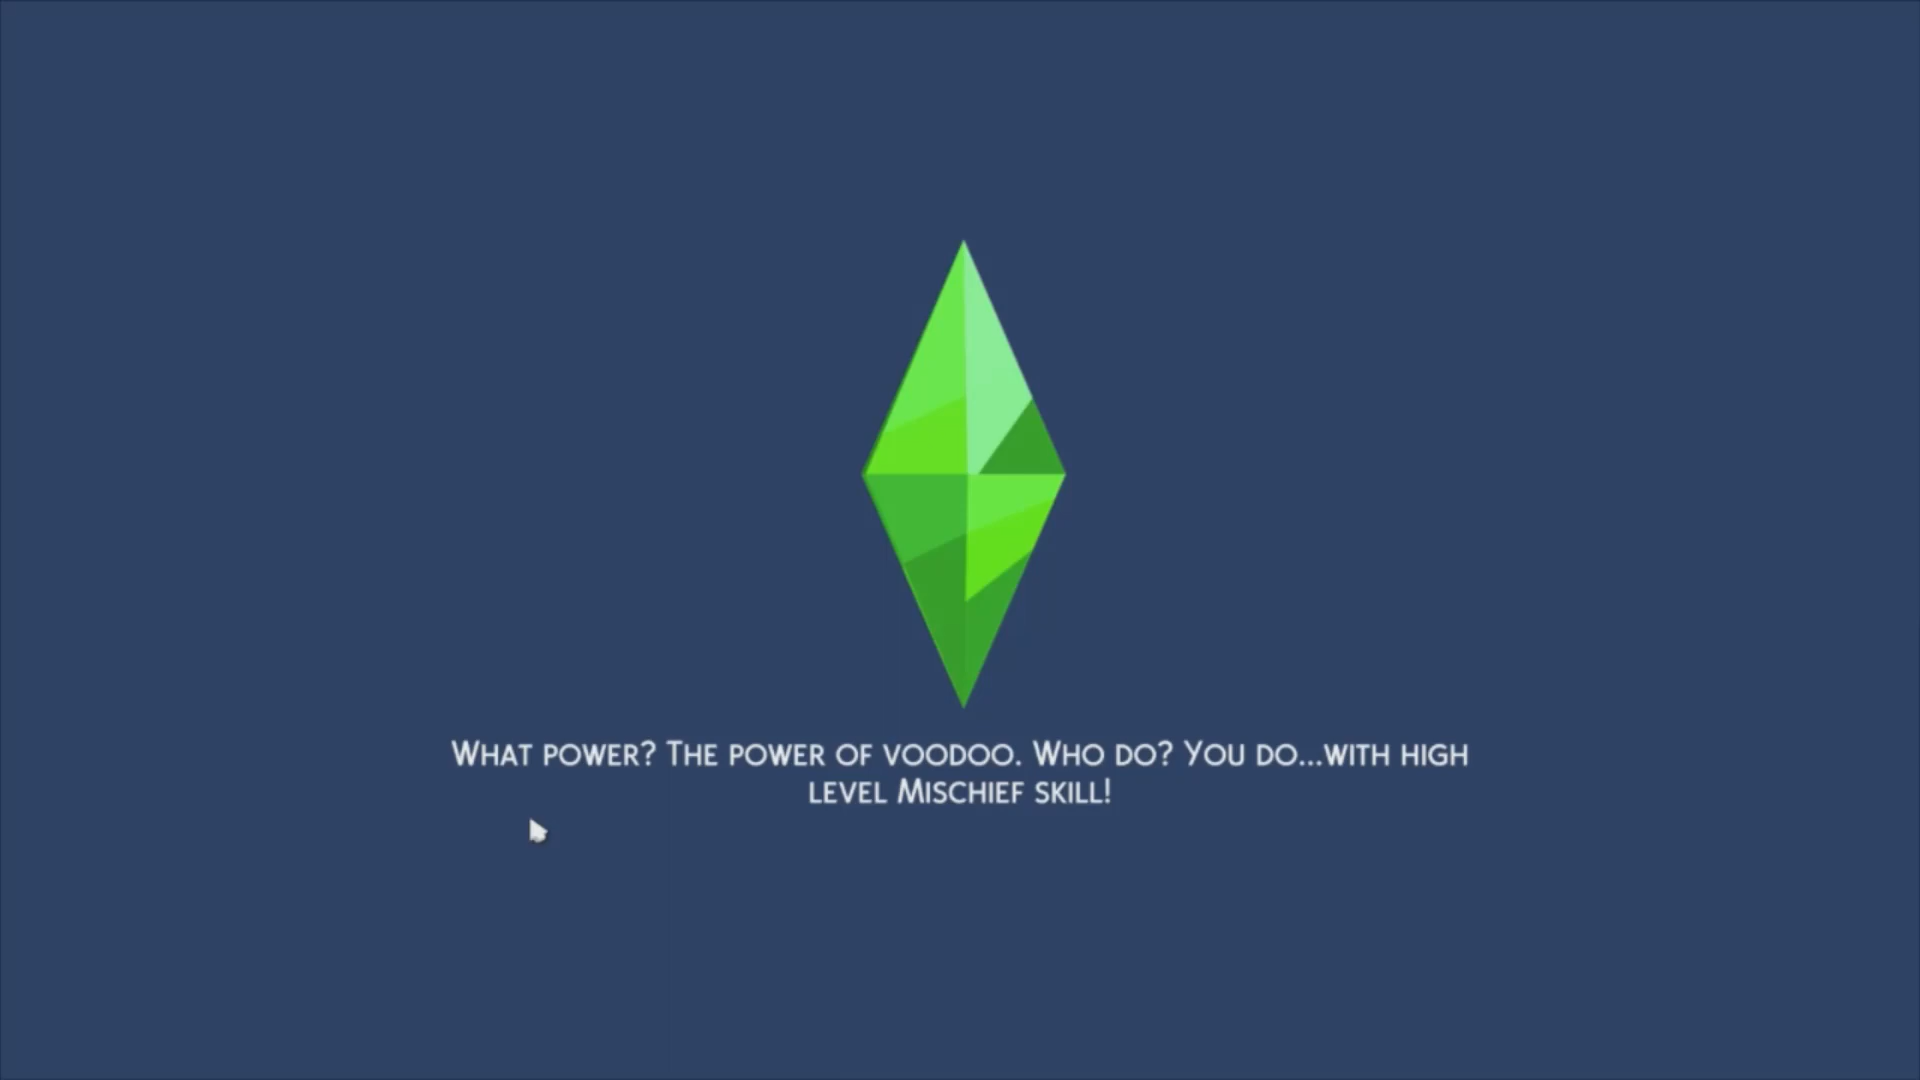 What power? The power of voodoo. Who do? You do...with high
level Mischief skill!